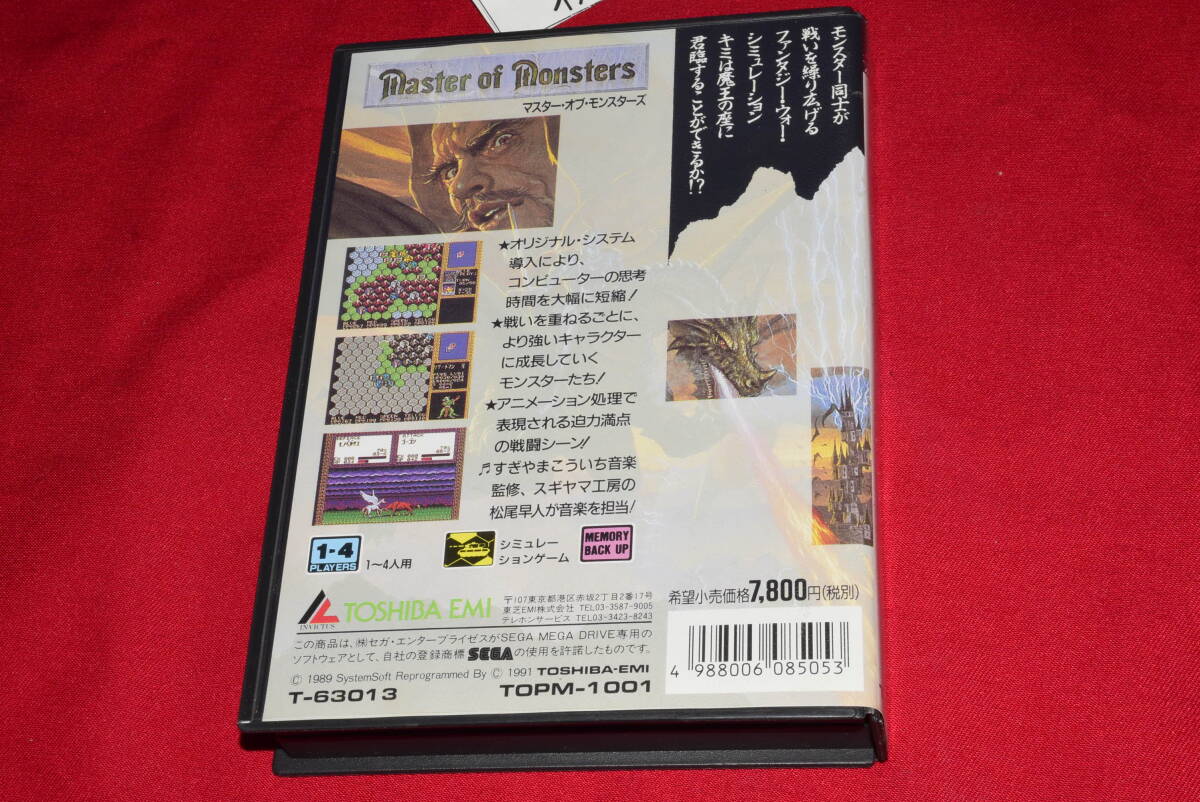 Master of Monsters
マスター・オブ・モンスターズ
モンスター同士が
戦いを繰り広げる
ファンタジー・ウォー・
シミュレーション
キミは魔王の座に
君臨することができるか!?
★オリジナル・システム
導入により、
コンピューターの思考
時間を大幅に短縮!
★戦いを重ねるごとに、
より強いキャラクター
に成長していく
モンスターたち!
★アニメーション処理で
表現される迫力満点
の戦闘シーン!!
♬すぎやまこういち音楽
監修、スギヤマ工房の
松尾早人が音楽を担当!
1-4
PLAYERS
1〜4人用
シミュレー
ションゲーム
MEMORY
BACK UP
INVICTUS
TOSHIBA EMI
〒107東京都港区赤坂2丁目2番17号
東芝EMI株式会社 TEL03-3587-9005
テレホンサービス TEL03-3423-8243
希望小売価格7,800円(税別)
この商品は、㈱セガ・エンタープライゼスがSEGA MEGA DRIVE専用の
ソフトウェアとして、自社の登録商標 SEGAの使用を許諾したものです。
© 1989 SystemSoft Reprogrammed By © 1991 TOSHIBA-EMI
T-63013
TOPM-1001
4 988006 085053